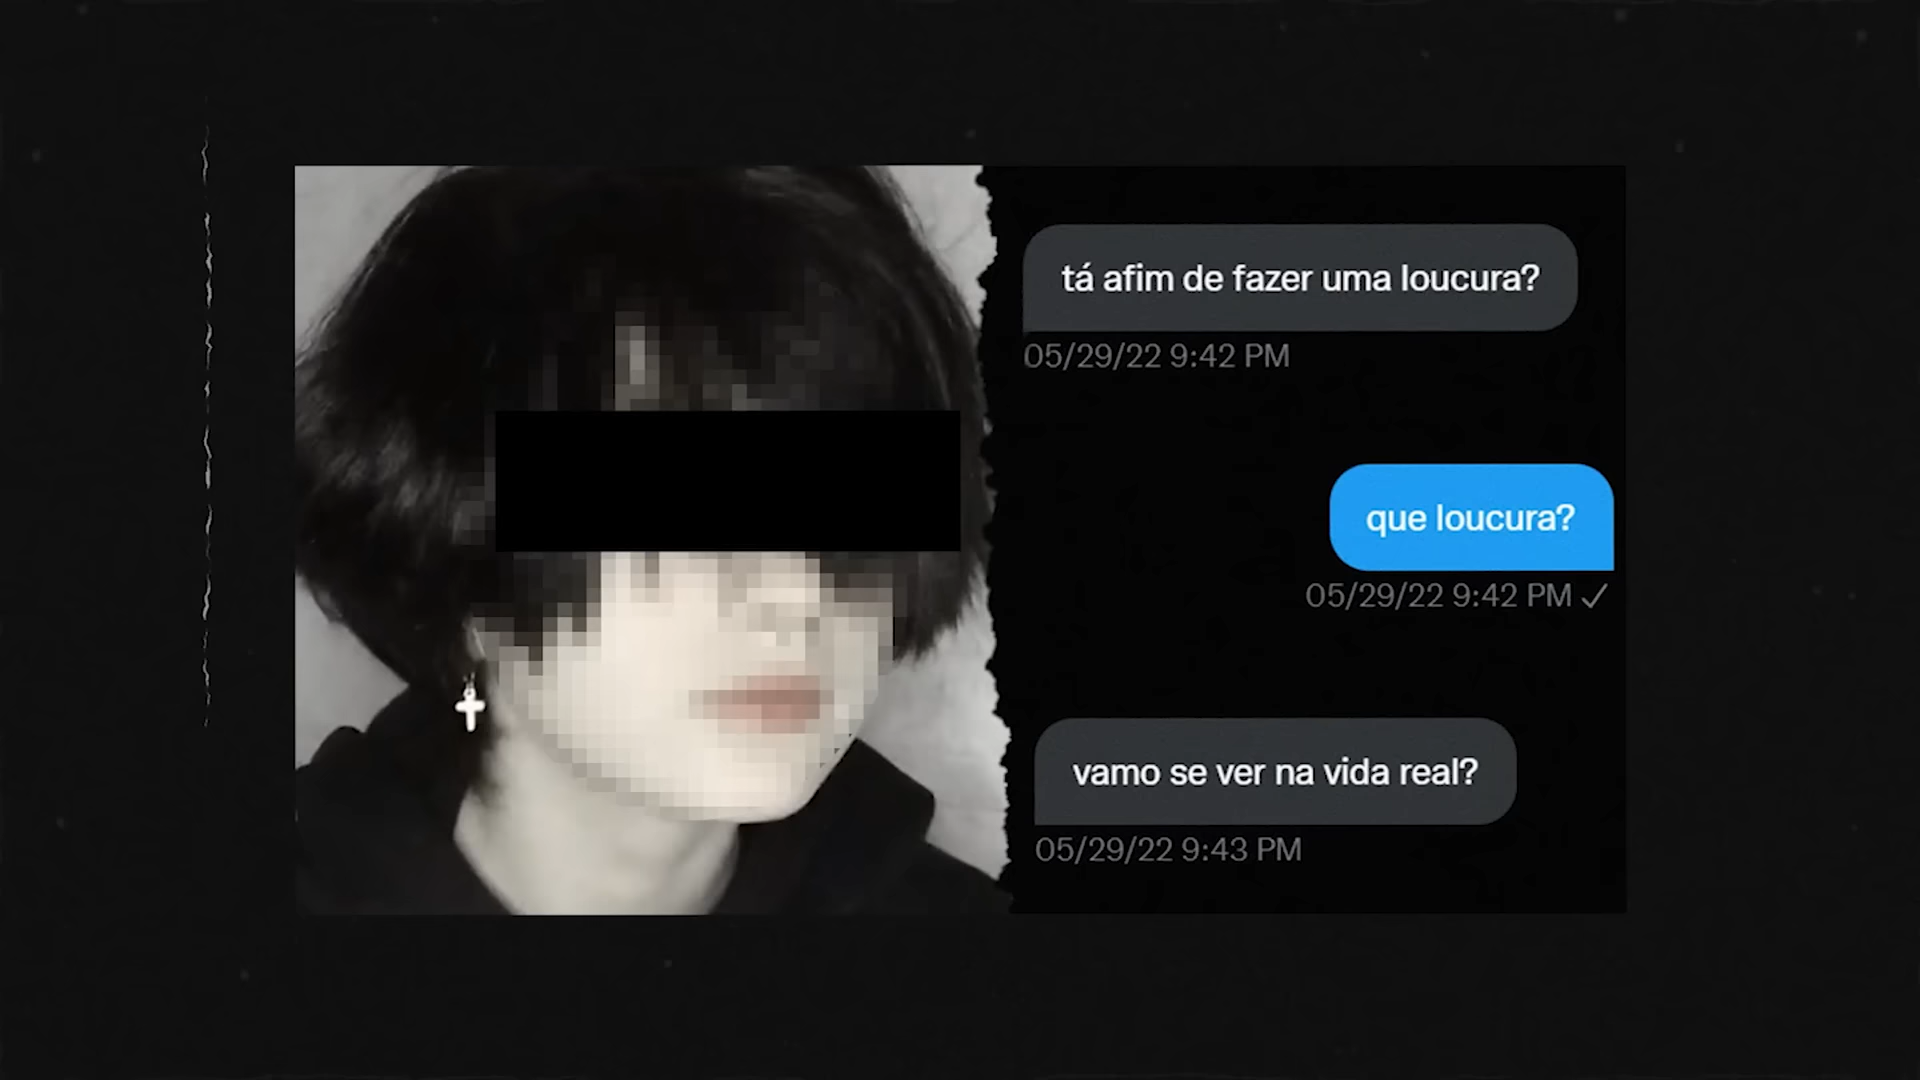 tá afim de fazer uma loucura?
05/29/22 9:42 PM
que loucura?
05/29/22 9:42 PM ✓
vamo se ver na vida real?
05/29/22 9:43 PM